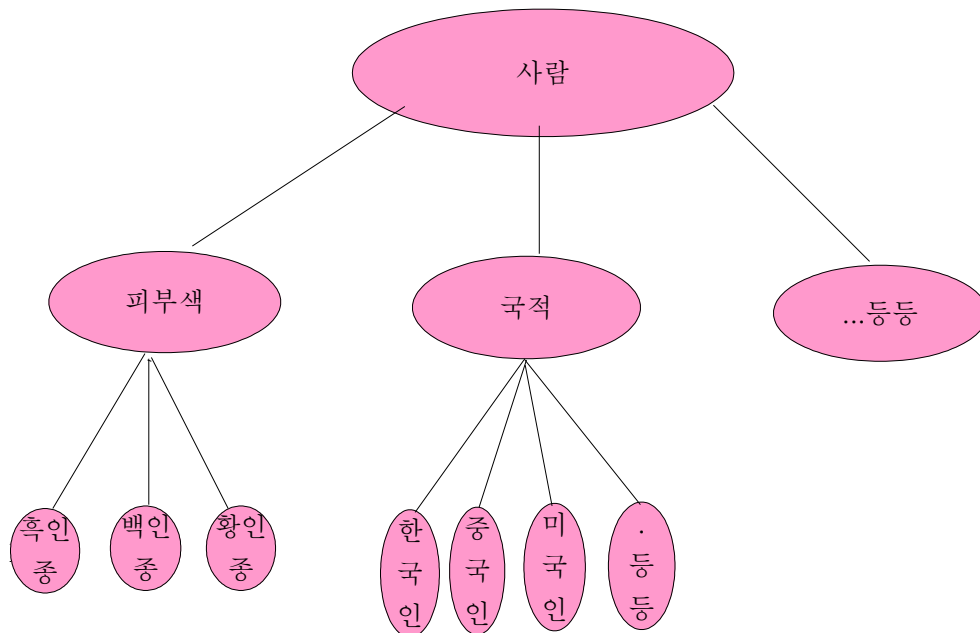 사람
피부색
국적
...등등
흑인
종
백인
종
황인
종
한
국
인
중
국
인
미
국
인
.
등
등